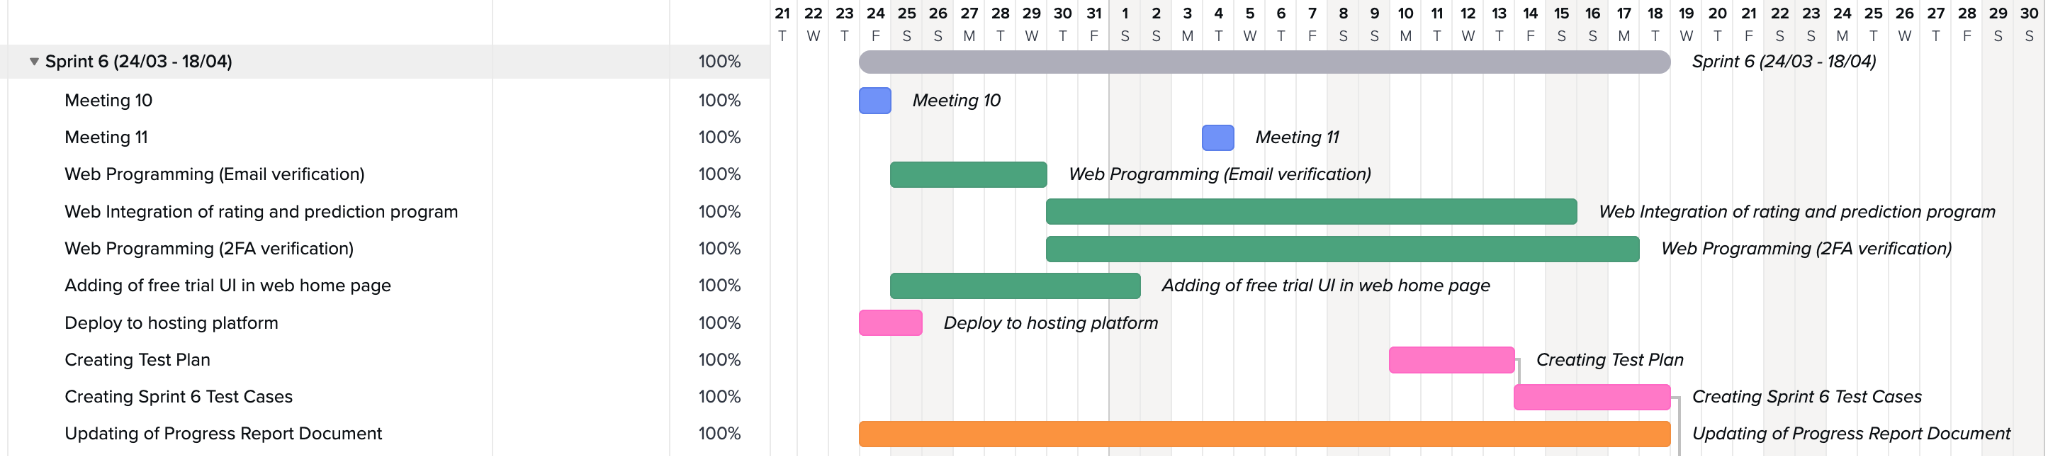 21 22 23 24 25 26 27 28 29 30 31 1 2 3 4 5 6 7 8 9 10 11 12 13 14 15 16 17 18 19 20 21 22 23 24 25 26 27 28 29 30
T W T F S S M T W T F S S M T W T F S S M T W T F S S M T W T F S S M T W T F S S
Sprint 6 (24/03 - 18/04) 100% Sprint 6 (24/03 - 18/04)
Meeting 10 100% Meeting 10
Meeting 11 100% Meeting 11
Web Programming (Email verification) 100% Web Programming (Email verification)
Web Integration of rating and prediction program 100% Web Integration of rating and prediction program
Web Programming (2FA verification) 100% Web Programming (2FA verification)
Adding of free trial UI in web home page 100% Adding of free trial UI in web home page
Deploy to hosting platform 100% Deploy to hosting platform
Creating Test Plan 100% Creating Test Plan
Creating Sprint 6 Test Cases 100% Creating Sprint 6 Test Cases
Updating of Progress Report Document 100% Updating of Progress Report Document